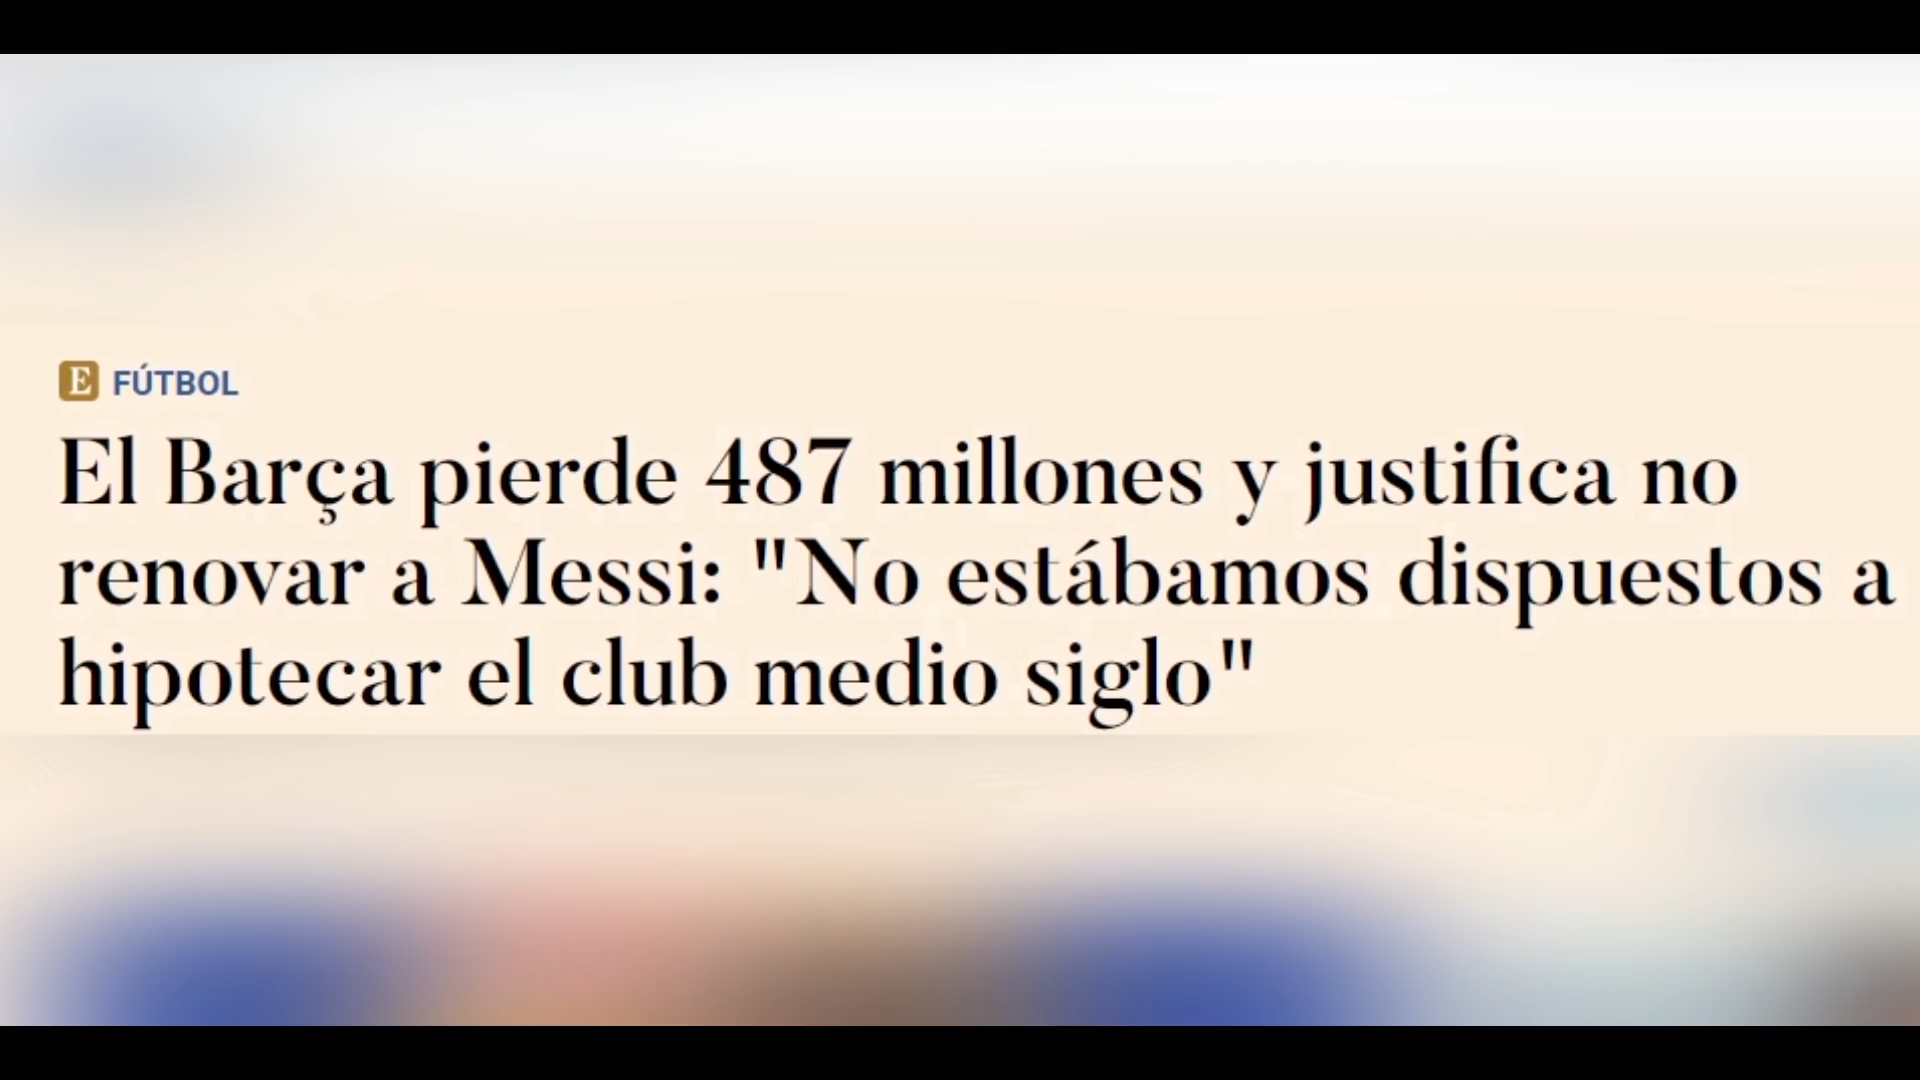 E FÚTBOL
El Barça pierde 487 millones y justifica no
renovar a Messi: "No estábamos dispuestos a
hipotecar el club medio siglo"